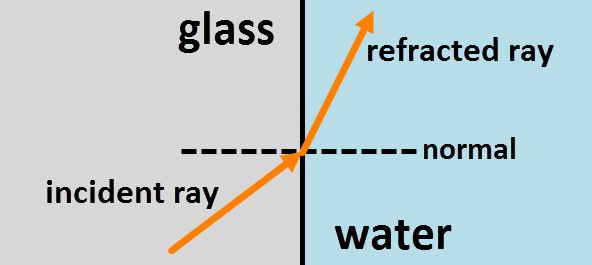 glass
refracted ray
normal
incident ray
water